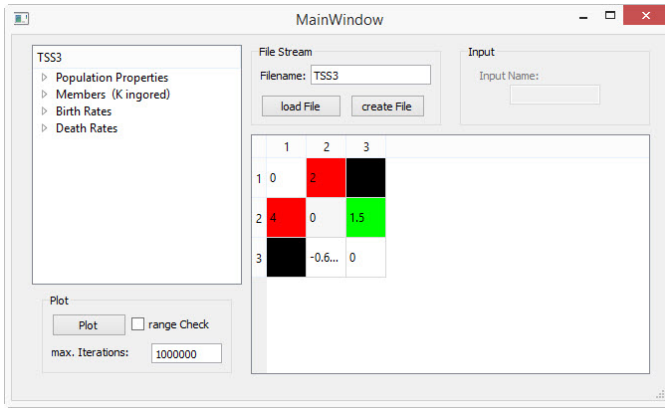 MainWindow
TSS3
Population Properties
Members (K ingored)
Birth Rates
Death Rates
File Stream
Filename: TSS3
load File create File
Input
Input Name:
1 2 3
1 0 2
2 4 0 1.5
3 -0.6... 0
Plot
Plot range Check
max. Iterations: 1000000